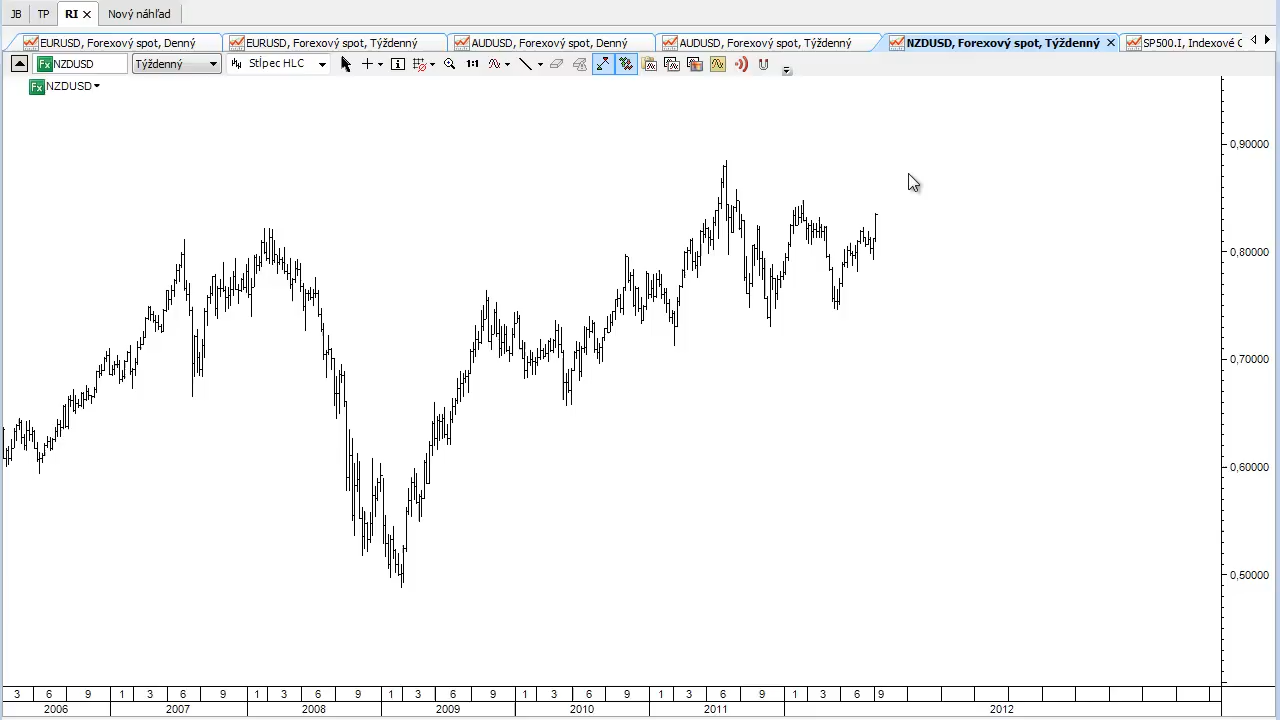 JB TP RI Nový náhľad
EURUSD, Forexový spot, Denný EURUSD, Forexový spot, Týždenný AUDUSD, Forexový spot, Denný AUDUSD, Forexový spot, Týždenný NZDUSD, Forexový spot, Týždenný SP500.I, Indexové C
Fx NZDUSD Týždenný Stĺpec HLC 1:1
Fx NZDUSD
0,90000
0,80000
0,70000
0,60000
0,50000
3 6 9 1 3 6 9 1 3 6 9 1 3 6 9 1 3 6 9 1 3 6 9 1 3 6 9
2006 2007 2008 2009 2010 2011 2012